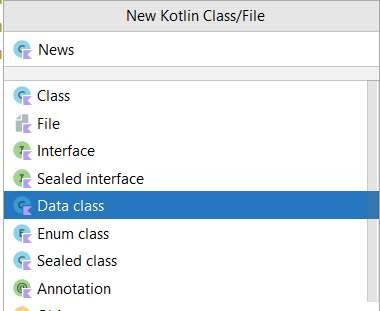 New Kotlin Class/File
News
Class
File
Interface
Sealed interface
Data class
Enum class
Sealed class
Annotation